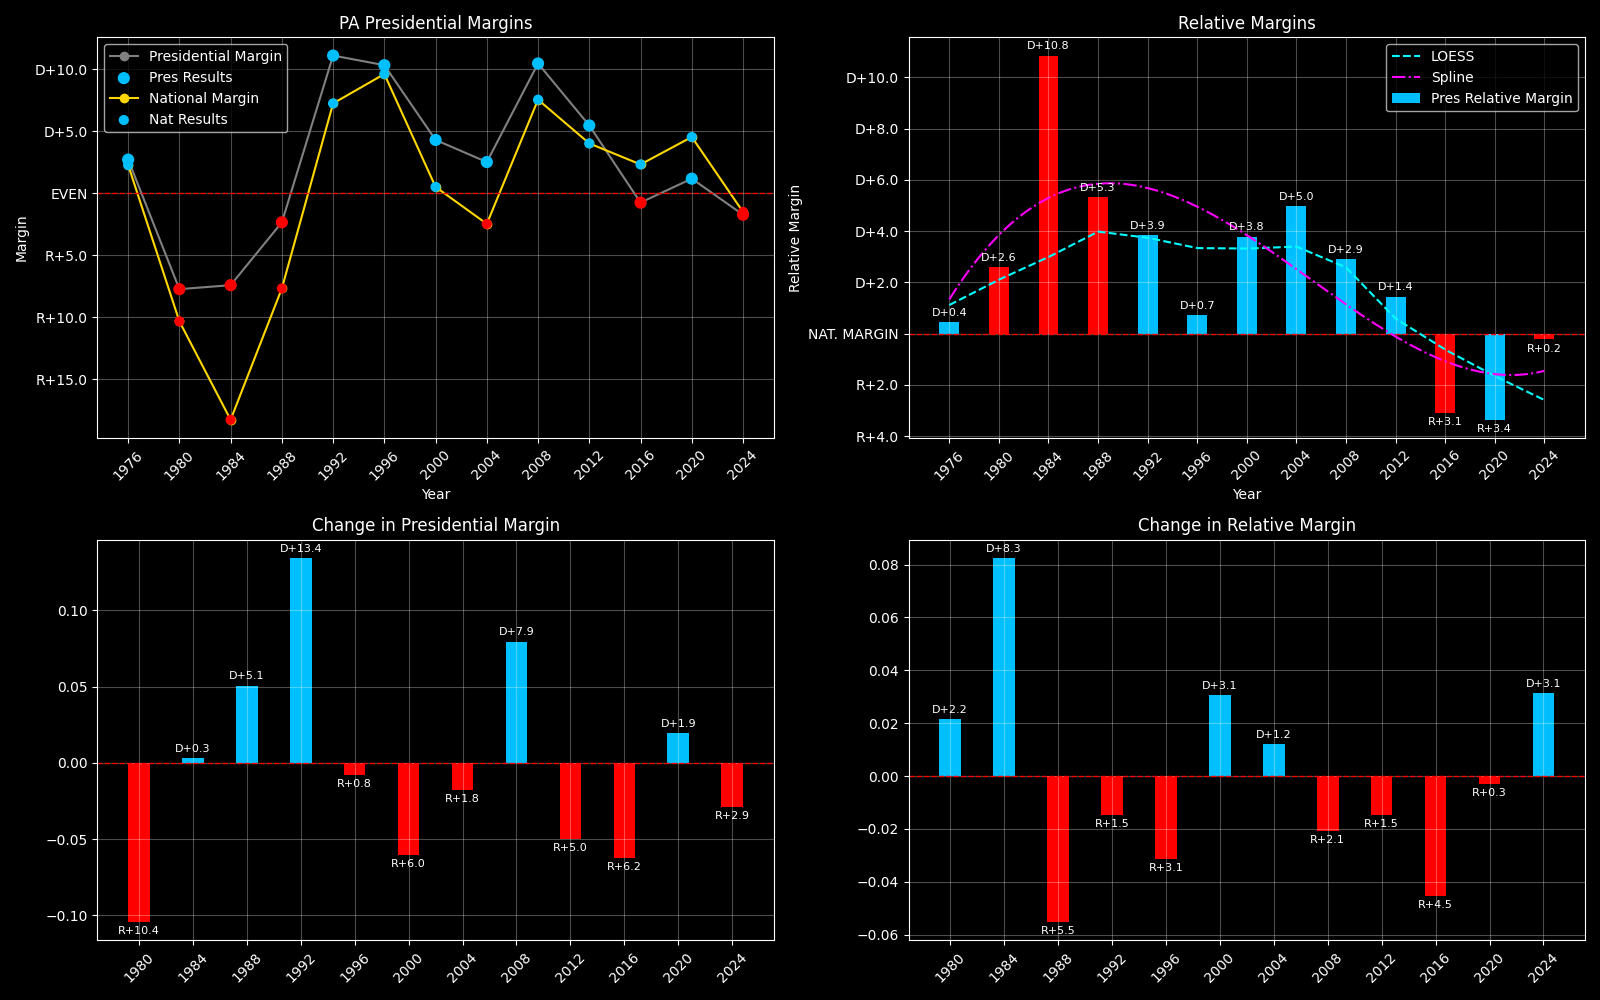 PA Presidential Margins
Presidential Margin
Pres Results
National Margin
Nat Results
D+10.0
D+5.0
EVEN
R+5.0
R+10.0
R+15.0
Margin
1976
1980
1984
1988
1992
1996
2000
2004
2008
2012
2016
2020
2024
Year
Relative Margins
LOESS
Spline
Pres Relative Margin
D+10.0
D+8.0
D+6.0
D+4.0
D+2.0
NAT. MARGIN
R+2.0
R+4.0
Relative Margin
D+0.4
D+2.6
D+10.8
D+5.3
D+3.9
D+0.7
D+3.8
D+5.0
D+2.9
D+1.4
R+3.1
R+3.4
R+0.2
1976
1980
1984
1988
1992
1996
2000
2004
2008
2012
2016
2020
2024
Year
Change in Presidential Margin
0.10
0.05
0.00
−0.05
−0.10
R+10.4
D+0.3
D+5.1
D+13.4
R+0.8
R+6.0
R+1.8
D+7.9
R+5.0
R+6.2
D+1.9
R+2.9
1980
1984
1988
1992
1996
2000
2004
2008
2012
2016
2020
2024
Change in Relative Margin
0.08
0.06
0.04
0.02
0.00
−0.02
−0.04
−0.06
D+2.2
D+8.3
R+5.5
R+1.5
R+3.1
D+3.1
D+1.2
R+2.1
R+1.5
R+4.5
R+0.3
D+3.1
1980
1984
1988
1992
1996
2000
2004
2008
2012
2016
2020
2024